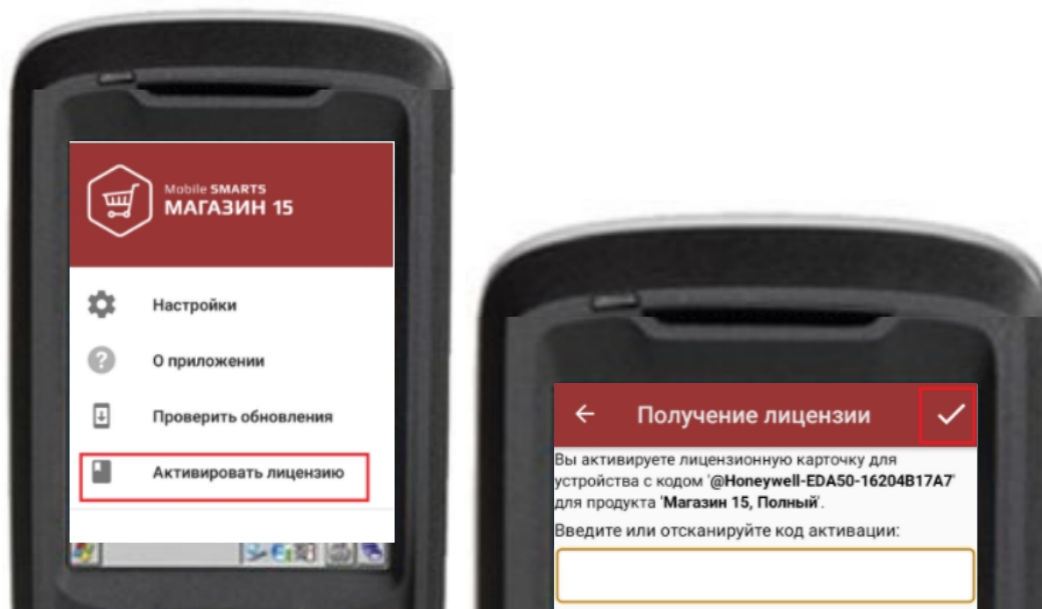 Mobile SMARTS
МАГАЗИН 15
Настройки
О приложении
Проверить обновления
Активировать лицензию
Получение лицензии
Вы активируете лицензионную карточку для
устройства с кодом '@Honeywell-EDA50-16204B17A7'
для продукта 'Магазин 15, Полный'.
Введите или отсканируйте код активации: